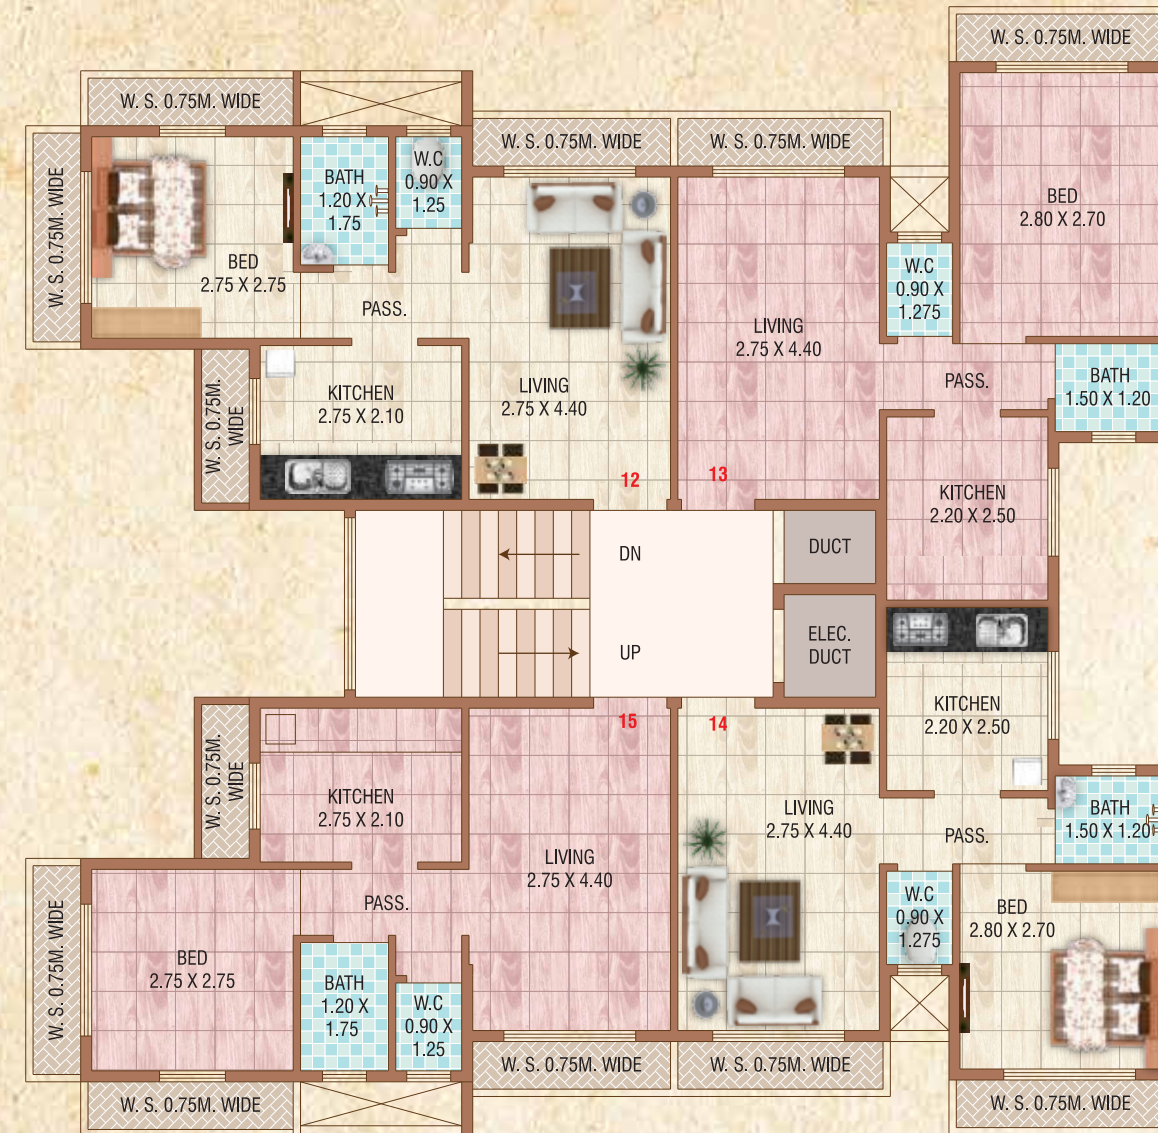 W. S. 0.75M. WIDE
W. S. 0.75M. WIDE
W. S. 0.75M. WIDE
W. S. 0.75M. WIDE
W. S. 0.75M. WIDE
BATH
1.20 X
1.75
W.C
0.90 X
1.25
BED
2.75 X 2.75
PASS.
BED
2.80 X 2.70
W.C
0.90 X
1.275
LIVING
2.75 X 4.40
W. S. 0.75M.
WIDE
KITCHEN
2.75 X 2.10
LIVING
2.75 X 4.40
PASS.
BATH
1.50 X 1.20
12
13
KITCHEN
2.20 X 2.50
DN
DUCT
UP
ELEC.
DUCT
15
14
KITCHEN
2.20 X 2.50
W. S. 0.75M.
WIDE
KITCHEN
2.75 X 2.10
LIVING
2.75 X 4.40
PASS.
BATH
1.50 X 1.20
LIVING
2.75 X 4.40
PASS.
W. S. 0.75M. WIDE
BED
2.75 X 2.75
BATH
1.20 X
1.75
W.C
0.90 X
1.25
W.C
0.90 X
1.275
BED
2.80 X 2.70
W. S. 0.75M. WIDE
W. S. 0.75M. WIDE
W. S. 0.75M. WIDE
W. S. 0.75M. WIDE